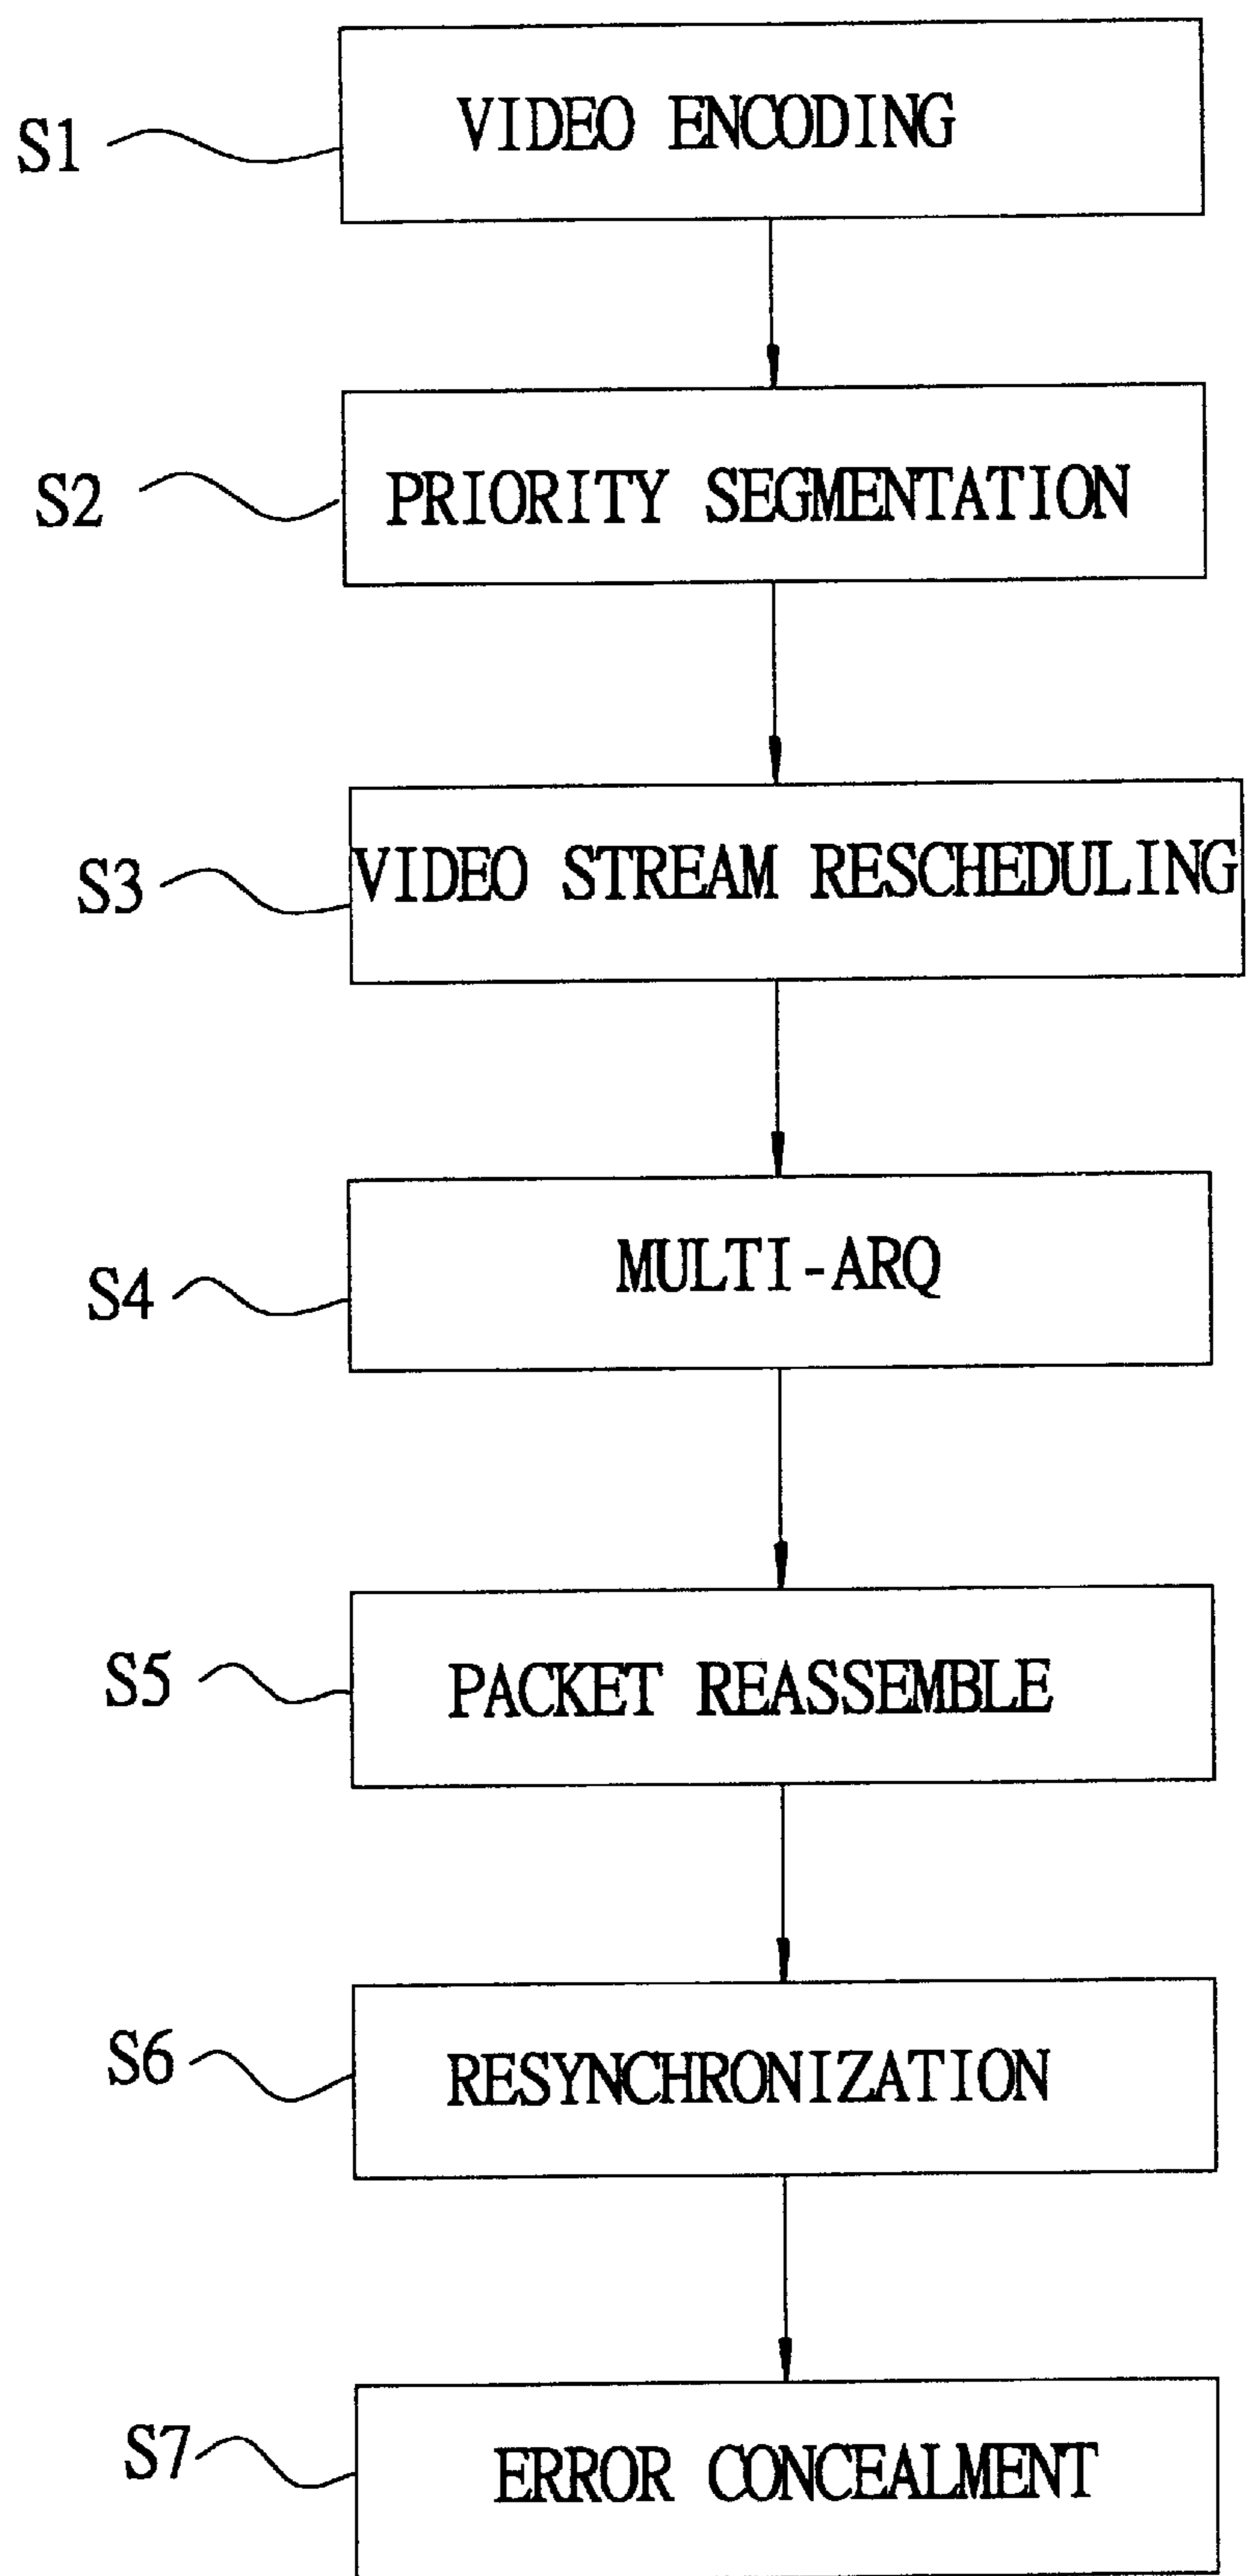 S1 VIDEO ENCODING
S2 PRIORITY SEGMENTATION
S3 VIDEO STREAM RESCHEDULING
S4 MULTI-ARQ
S5 PACKET REASSEMBLE
S6 RESYNCHRONIZATION
S7 ERROR CONCEALMENT